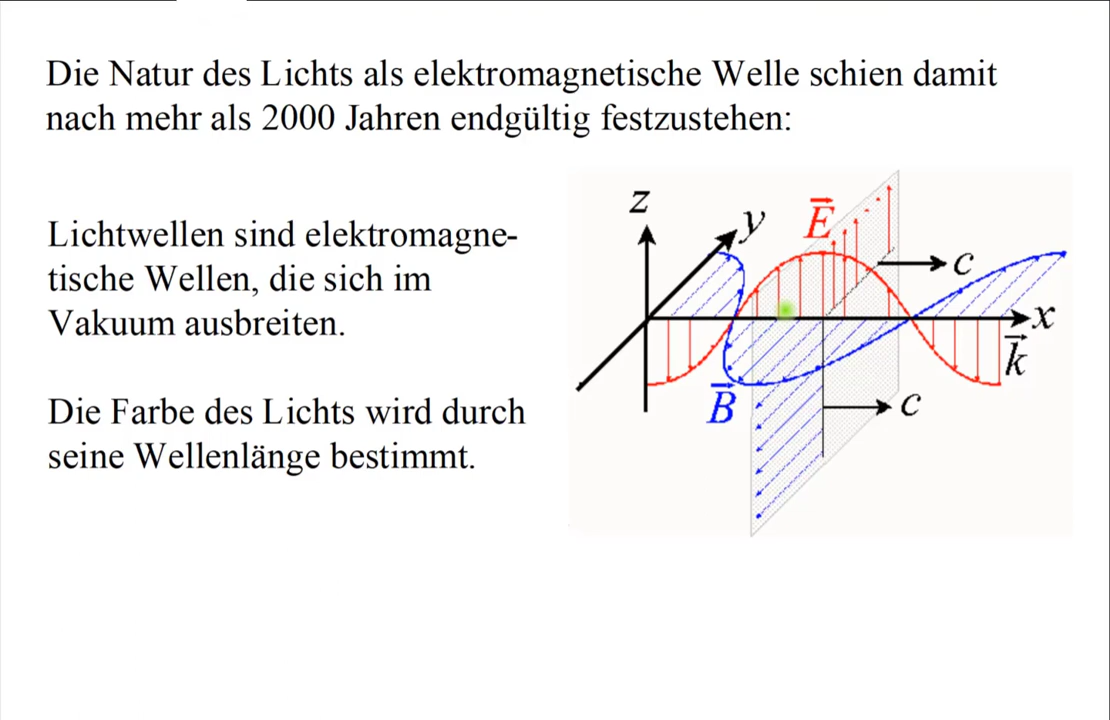 Die Natur des Lichts als elektromagnetische Welle schien damit
nach mehr als 2000 Jahren endgültig festzustehen:
Lichtwellen sind elektromagne-
tische Wellen, die sich im
Vakuum ausbreiten.
Die Farbe des Lichts wird durch
seine Wellenlänge bestimmt.
z
y
E
c
x
k
B
c